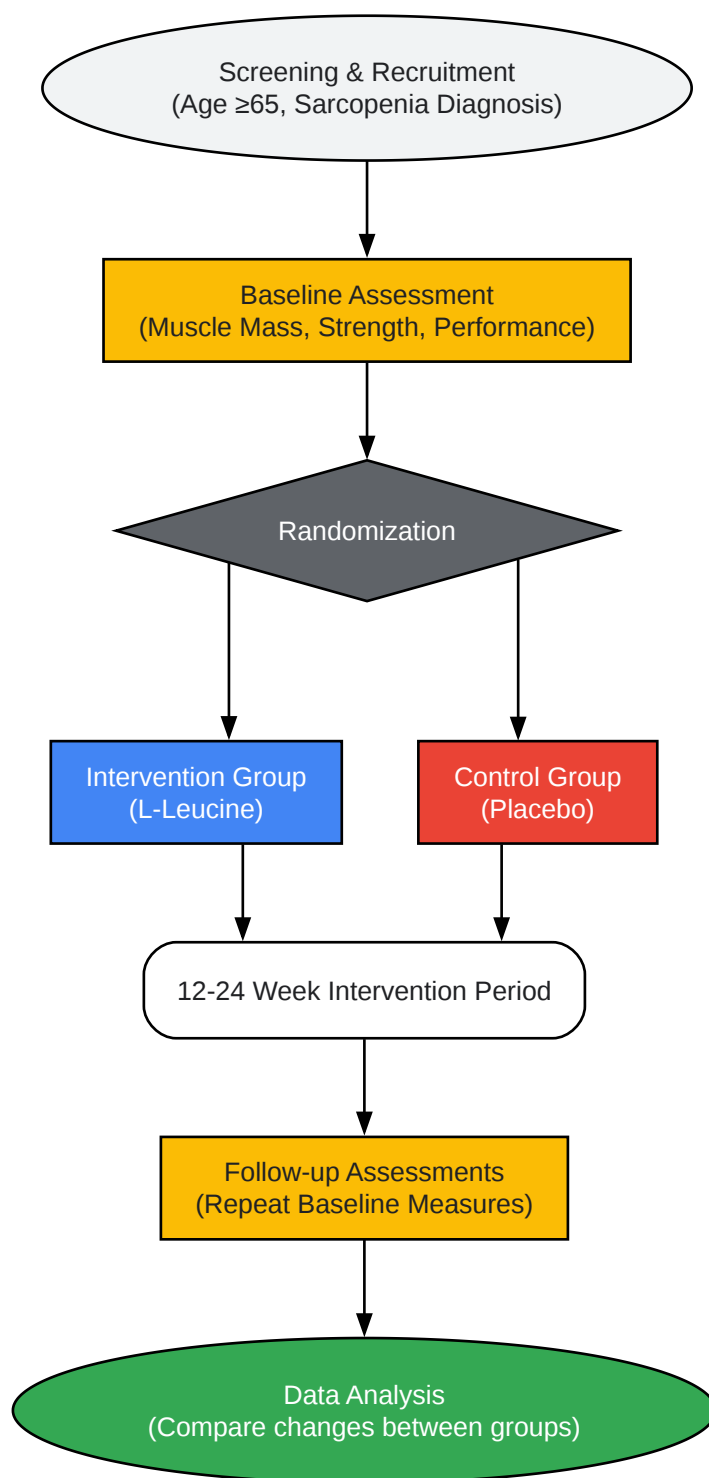 Screening & Recruitment
(Age ≥65, Sarcopenia Diagnosis)
Baseline Assessment
(Muscle Mass, Strength, Performance)
Randomization
Intervention Group
(L-Leucine)
Control Group
(Placebo)
12-24 Week Intervention Period
Follow-up Assessments
(Repeat Baseline Measures)
Data Analysis
(Compare changes between groups)